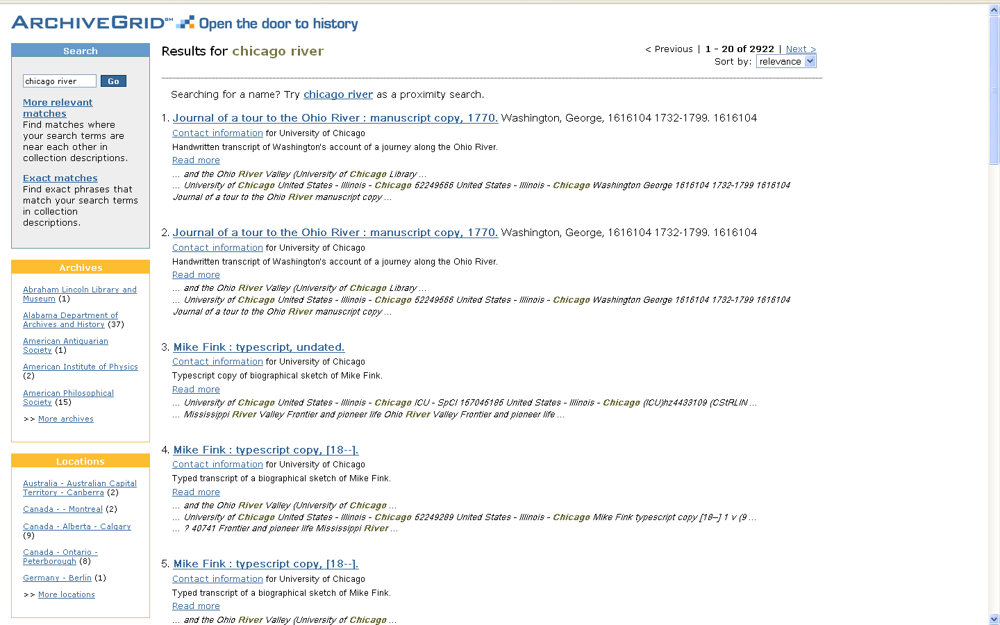 ARCHIVEGRID℠ Open the door to history
Search
chicago river Go
More relevant
matches
Find matches where
your search terms are
near each other in
collection descriptions.
Exact matches
Find exact phrases that
match your search terms
in collection
descriptions.
Archives
Abraham Lincoln Library and
Museum (1)
Alabama Department of
Archives and History (37)
American Antiquarian
Society (1)
American Institute of Physics
(2)
American Philosophical
Society (15)
>> More archives
Locations
Australia - Australian Capital
Territory - Canberra (2)
Canada - - Montreal (2)
Canada - Alberta - Calgary
(9)
Canada - Ontario -
Peterborough (8)
Germany - Berlin (1)
>> More locations
Results for chicago river
< Previous | 1 - 20 of 2922 | Next >
Sort by: relevance
Searching for a name? Try chicago river as a proximity search.
1. Journal of a tour to the Ohio River : manuscript copy, 1770. Washington, George, 1616104 1732-1799. 1616104
Contact information for University of Chicago
Handwritten transcript of Washington's account of a journey along the Ohio River.
Read more
... and the Ohio River Valley (University of Chicago Library ...
... University of Chicago United States - Illinois - Chicago 52249566 United States - Illinois - Chicago Washington George 1616104 1732-1799 1616104
Journal of a tour to the Ohio River manuscript copy ...
2. Journal of a tour to the Ohio River : manuscript copy, 1770. Washington, George, 1616104 1732-1799. 1616104
Contact information for University of Chicago
Handwritten transcript of Washington's account of a journey along the Ohio River.
Read more
... and the Ohio River Valley (University of Chicago Library ...
... University of Chicago United States - Illinois - Chicago 52249566 United States - Illinois - Chicago Washington George 1616104 1732-1799 1616104
Journal of a tour to the Ohio River manuscript copy ...
3. Mike Fink : typescript, undated.
Contact information for University of Chicago
Typescript copy of biographical sketch of Mike Fink.
Read more
... University of Chicago United States - Illinois - Chicago ICU - SpCl 157045185 United States - Illinois - Chicago (ICU)hz4433109 (CStRLIN ...
... Mississippi River Valley Frontier and pioneer life Ohio River Valley Frontier and pioneer life ...
4. Mike Fink : typescript copy, [18--].
Contact information for University of Chicago
Typed transcript of a biographical sketch of Mike Fink.
Read more
... and the Ohio River Valley (University of Chicago ...
... University of Chicago United States - Illinois - Chicago 52249289 United States - Illinois - Chicago Mike Fink typescript copy [18--] 1 v (9 ...
... ? 40741 Frontier and pioneer life Mississippi River ...
5. Mike Fink : typescript copy, [18--].
Contact information for University of Chicago
Typed transcript of a biographical sketch of Mike Fink.
Read more
... and the Ohio River Valley (University of Chicago ...